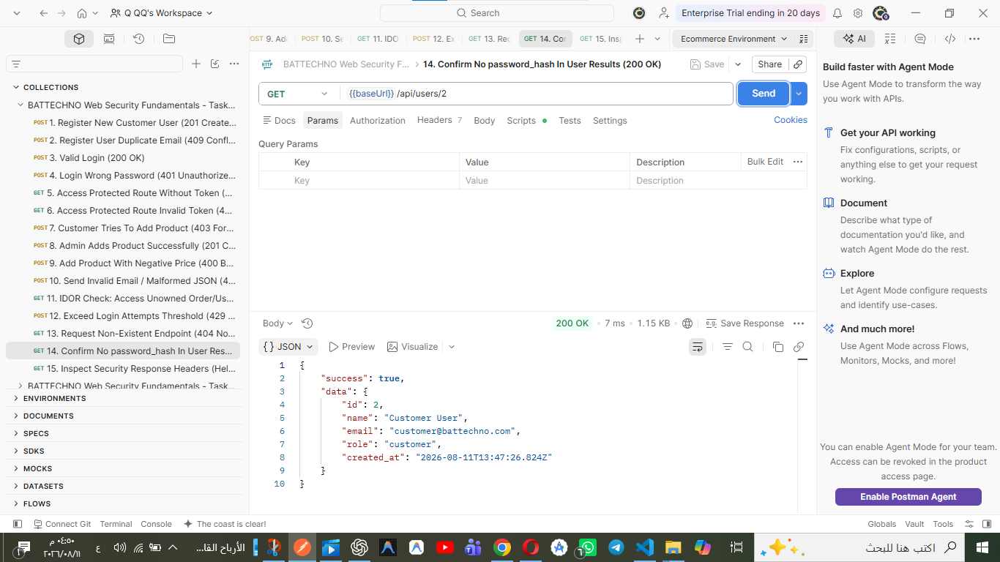 Q QQ's Workspace
Search
Enterprise Trial ending in 20 days
POST 9. Ad
POST 10. Se
GET 11. IDO
POST 12. Ex
GET 13. Rec
GET 14. Con
GET 15. Insp
Ecommerce Environment
AI
HTTP BATTECHNO Web Security F... > 14. Confirm No password_hash In User Results (200 OK)
Save
Share
GET
{{baseUrl}} /api/users/2
Send
Docs Params Authorization Headers 7 Body Scripts Tests Settings
Cookies
Query Params
Key Value Description Bulk Edit
Key Value Description
COLLECTIONS
BATTECHNO Web Security Fundamentals - Task...
POST 1. Register New Customer User (201 Create...
POST 2. Register User Duplicate Email (409 Confl...
POST 3. Valid Login (200 OK)
POST 4. Login Wrong Password (401 Unauthorize...
GET 5. Access Protected Route Without Token (...
GET 6. Access Protected Route Invalid Token (4...
POST 7. Customer Tries To Add Product (403 For...
POST 8. Admin Adds Product Successfully (201 C...
POST 9. Add Product With Negative Price (400 B...
POST 10. Send Invalid Email / Malformed JSON (4...
GET 11. IDOR Check: Access Unowned Order/Us...
POST 12. Exceed Login Attempts Threshold (429 ...
GET 13. Request Non-Existent Endpoint (404 No...
GET 14. Confirm No password_hash In User Res...
GET 15. Inspect Security Response Headers (Hel...
BATTECHNO Web Security Fundamentals - Task...
ENVIRONMENTS
DOCUMENTS
SPECS
SDKS
MOCKS
DATASETS
FLOWS
Body
200 OK • 7 ms • 1.15 KB
e.g. Save Response
{ } JSON
Preview
Visualize
1 {
2 "success": true,
3 "data": {
4 "id": 2,
5 "name": "Customer User",
6 "email": "customer@battechno.com",
7 "role": "customer",
8 "created_at": "2026-08-11T13:47:26.824Z"
9 }
10 }
Build faster with Agent Mode
Use Agent Mode to transform the way
you work with APIs.
Get your API working
Fix configurations, scripts, or
anything else to get your request
working.
Document
Describe what type of
documentation you'd like, and
watch Agent Mode do the rest.
Explore
Let Agent Mode configure requests
and identify use-cases.
And much more!
Use Agent Mode across Flows,
Monitors, Mocks, and more!
You can enable Agent Mode for your team.
Access can be revoked in the product
access page.
Enable Postman Agent
Connect Git
Terminal
Console
The coast is clear!
Globals
Vault
Tools
٠٤:٥٠ م
٢٠٢٦/٠٨/١١
ع
الأرباح القا...
اكتب هنا للبحث